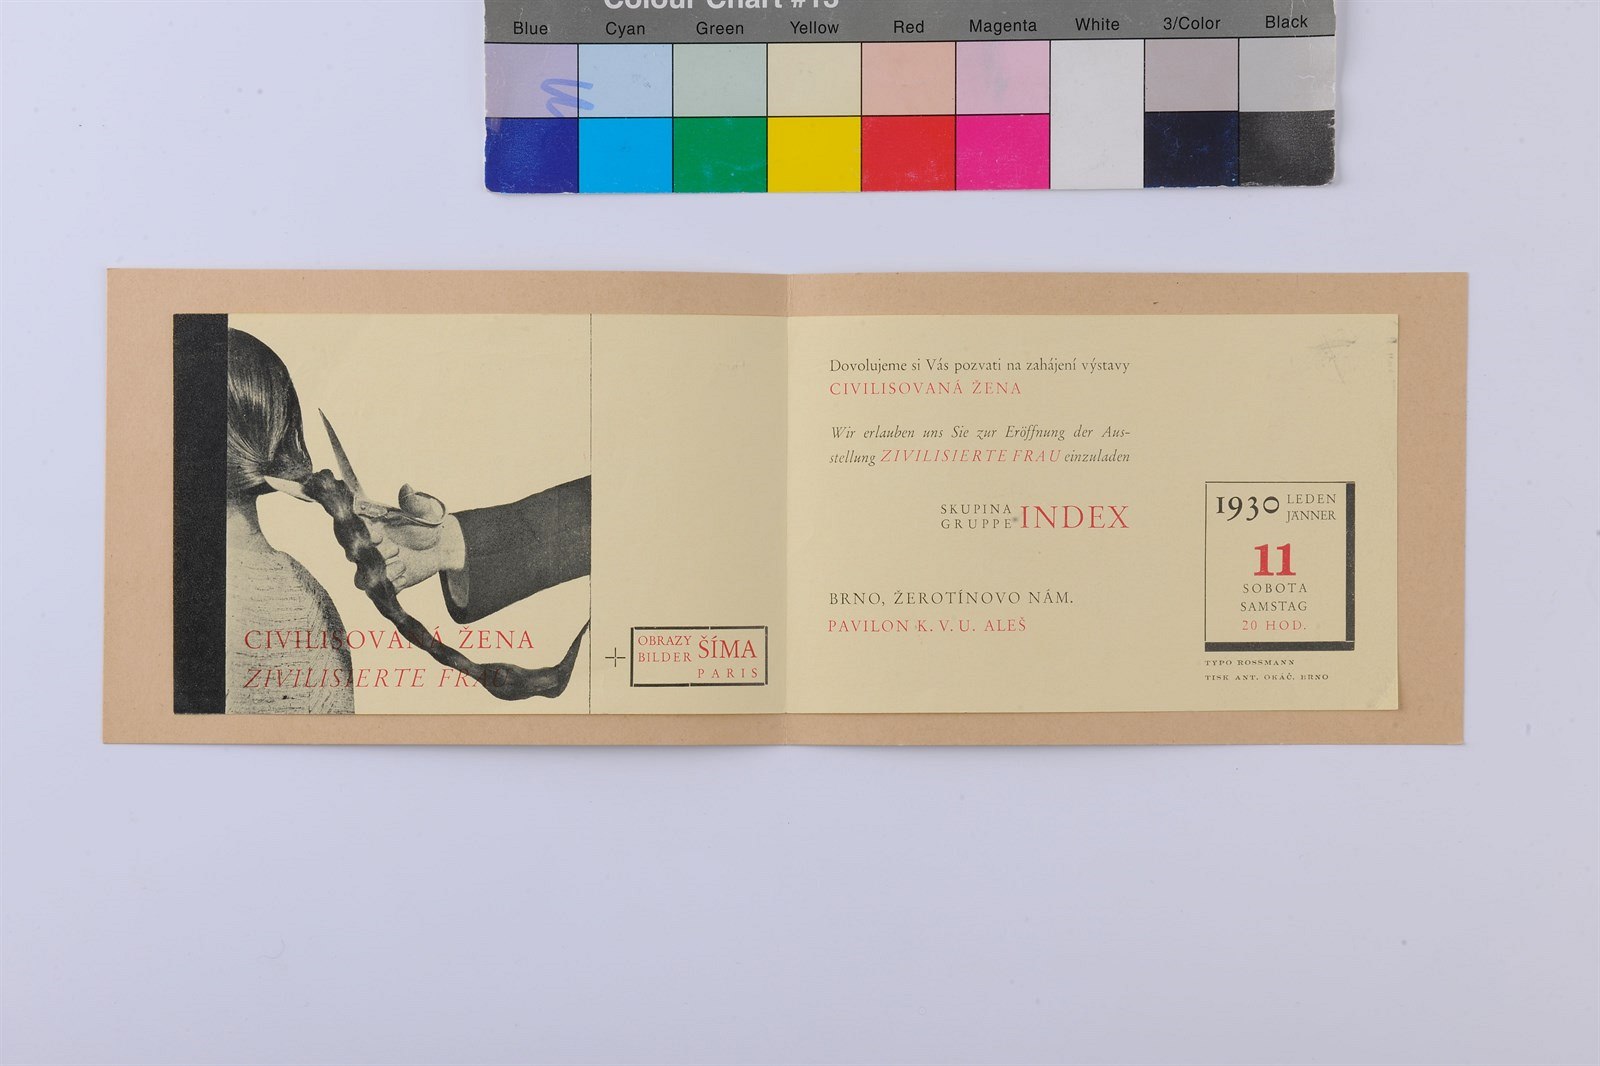 Colour Chart #13
Blue Cyan Green Yellow Red Magenta White 3/Color Black
CIVILISOVANÁ ŽENA
ZIVILISIERTE FRAU
OBRAZY
BILDER
ŠÍMA
PARIS
Dovolujeme si Vás pozvati na zahájení výstavy
CIVILISOVANÁ ŽENA
Wir erlauben uns Sie zur Eröffnung der Aus-
stellung ZIVILISIERTE FRAU einzuladen
SKUPINA
GRUPPE
INDEX
BRNO, ŽEROTÍNOVO NÁM.
PAVILON K. V. U. ALEŠ
1930
LEDEN
JÄNNER
11
SOBOTA
SAMSTAG
20 HOD.
TYPO ROSSMANN
TISK ANT. OKÁČ, BRNO